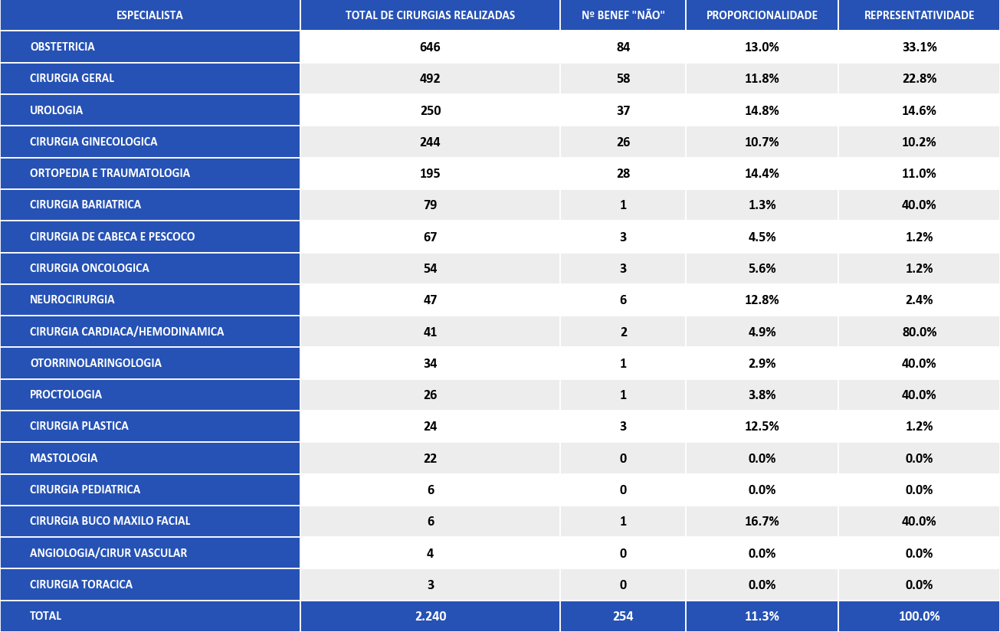 ESPECIALISTA TOTAL DE CIRURGIAS REALIZADAS Nº BENEF "NÃO" PROPORCIONALIDADE REPRESENTATIVIDADE
OBSTETRICIA 646 84 13.0% 33.1%
CIRURGIA GERAL 492 58 11.8% 22.8%
UROLOGIA 250 37 14.8% 14.6%
CIRURGIA GINECOLOGICA 244 26 10.7% 10.2%
ORTOPEDIA E TRAUMATOLOGIA 195 28 14.4% 11.0%
CIRURGIA BARIATRICA 79 1 1.3% 40.0%
CIRURGIA DE CABECA E PESCOCO 67 3 4.5% 1.2%
CIRURGIA ONCOLOGICA 54 3 5.6% 1.2%
NEUROCIRURGIA 47 6 12.8% 2.4%
CIRURGIA CARDIACA/HEMODINAMICA 41 2 4.9% 80.0%
OTORRINOLARINGOLOGIA 34 1 2.9% 40.0%
PROCTOLOGIA 26 1 3.8% 40.0%
CIRURGIA PLASTICA 24 3 12.5% 1.2%
MASTOLOGIA 22 0 0.0% 0.0%
CIRURGIA PEDIATRICA 6 0 0.0% 0.0%
CIRURGIA BUCO MAXILO FACIAL 6 1 16.7% 40.0%
ANGIOLOGIA/CIRUR VASCULAR 4 0 0.0% 0.0%
CIRURGIA TORACICA 3 0 0.0% 0.0%
TOTAL 2.240 254 11.3% 100.0%